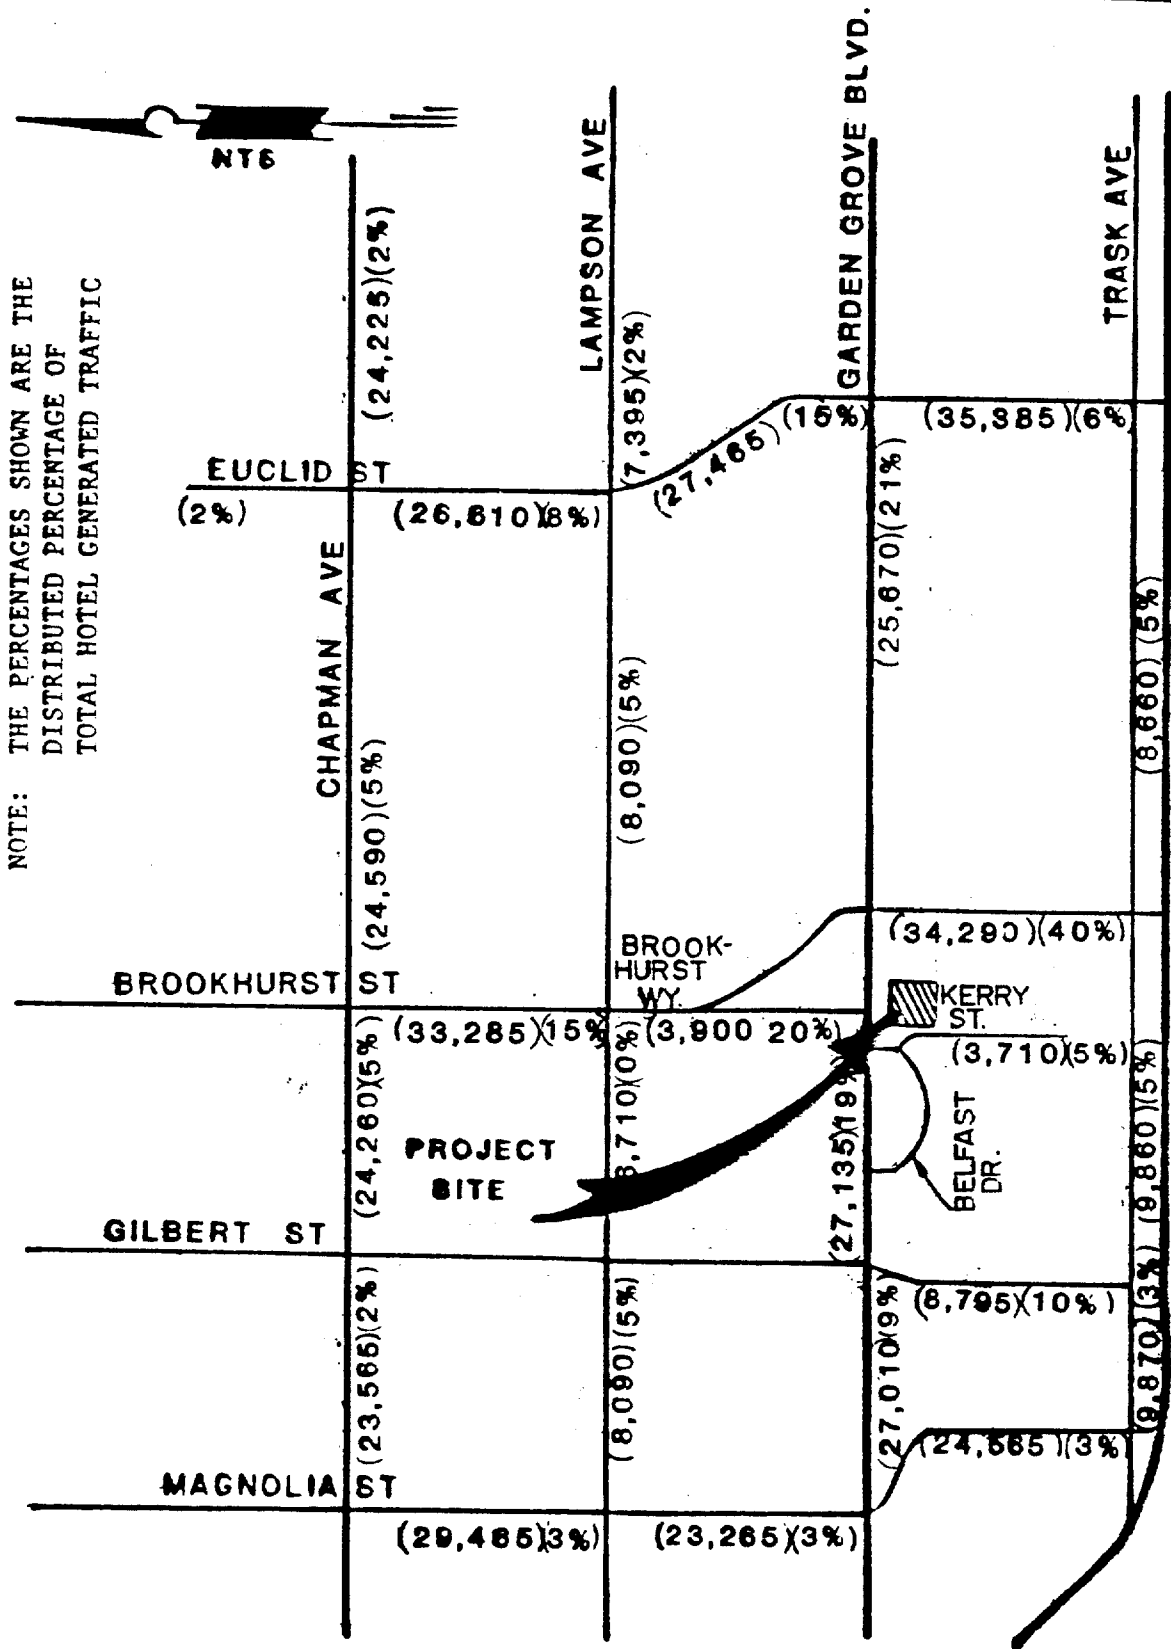 GARDEN GROVE BLVD.
LAMPSON AVE
TRASK AVE
NTS
NOTE: THE PERCENTAGES SHOWN ARE THE
DISTRIBUTED PERCENTAGE OF
TOTAL HOTEL GENERATED TRAFFIC
(24,225)(2%)
(7,395)(2%)
(15%)
(35,385)(6%)
(27,465)
EUCLID ST
(2%)
(26,610)(8%)
(25,670)(21%)
CHAPMAN AVE
(8,660)(5%)
(8,090)(5%)
(24,590)(5%)
(34,290)(40%)
BROOK-
HURST
WY.
BROOKHURST ST
KERRY
ST.
(33,285)(15%
(3,900 20%)
(3,710)(5%)
(24,260)(5%)
,710)(0%)
(27,135)(19%
(9,860)(5%)
PROJECT
SITE
BELFAST
DR.
GILBERT ST
(8,795)(10%)
(23,565)(2%)
(8,090)(5%)
(27,010)(9%)
(9,870)(3%)
(24,565)(3%)
MAGNOLIA ST
(29,465)(3%)
(23,265)(3%)